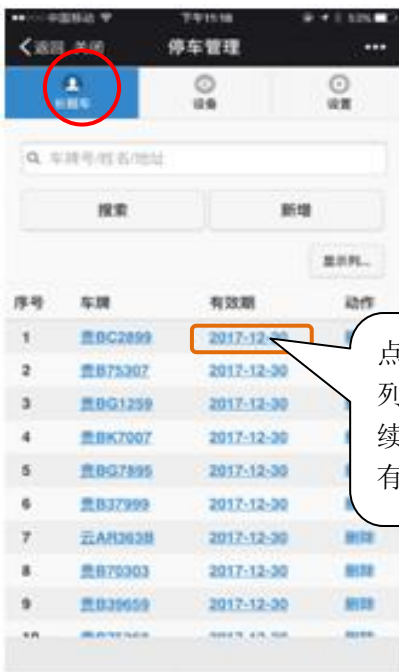 中国移动 下午11:58
返回 关闭 停车管理
长租车 设备 设置
车牌号/姓名/地址
搜索 新增
显示列...
序号 车牌 有效期 动作
1 贵BC2899 2017-12-30
2 贵B75307 2017-12-30
3 贵BG1259 2017-12-30
4 贵BK7007 2017-12-30
5 贵BG7895 2017-12-30
6 贵B37999 2017-12-30
7 云AR363B 2017-12-30 删除
8 贵B70303 2017-12-30 删除
9 贵B39659 2017-12-30 删除
10 2017-12-30 删除
点
列
续
有